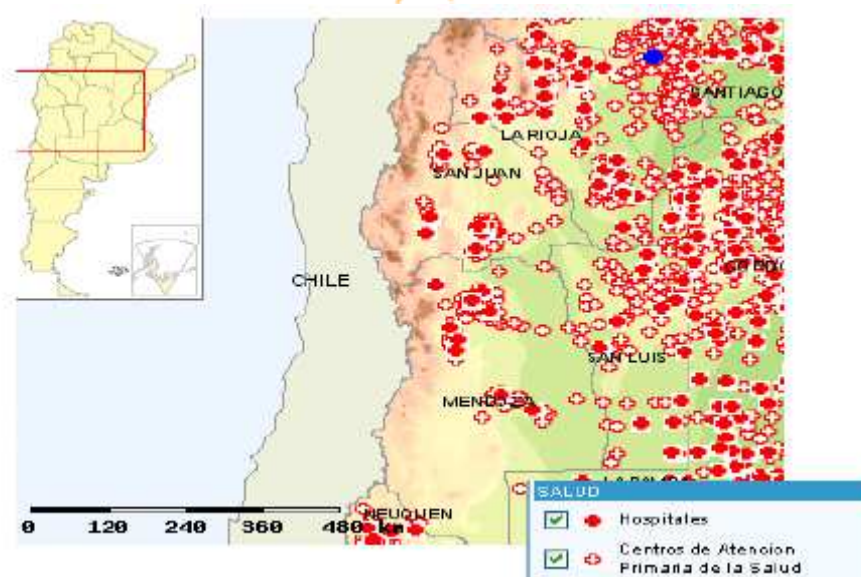 SANTIAGO
LA RIOJA
SAN JUAN
CHILE
SAN LUIS
MENDOZA
NEUQUEN
0 120 240 360 480 km
SALUD
Hospitales
Centros de Atencion
Primaria de la Salud